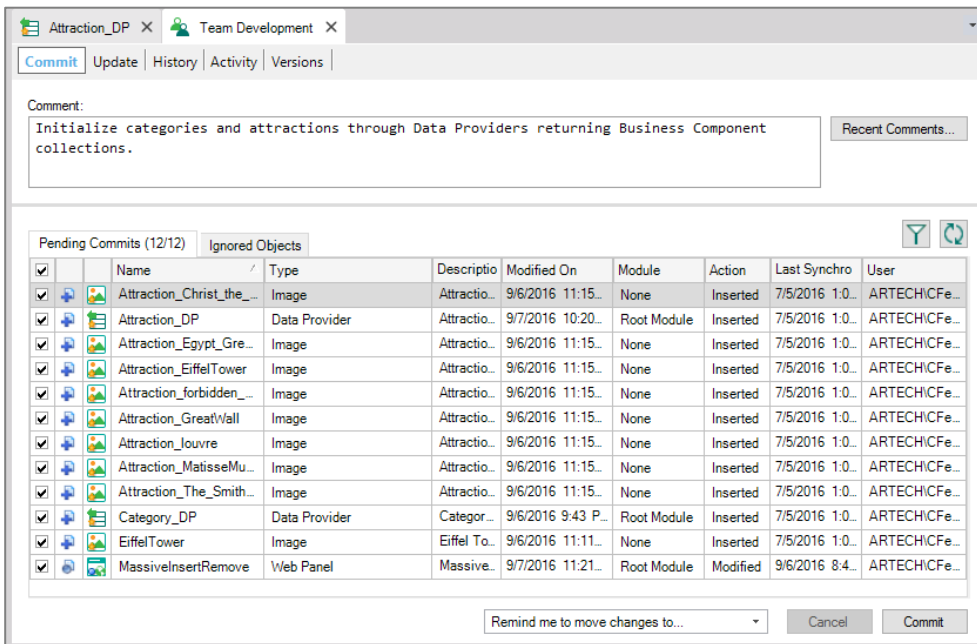 Attraction_DP X Team Development X
Commit Update History Activity Versions
Comment:
Initialize categories and attractions through Data Providers returning Business Component
collections.
Recent Comments...
Pending Commits (12/12) Ignored Objects
Name Type Descriptio Modified On Module Action Last Synchro User
Attraction_Christ_the_... Image Attractio... 9/6/2016 11:15... None Inserted 7/5/2016 1:0... ARTECH\CFe...
Attraction_DP Data Provider Attractio... 9/7/2016 10:20... Root Module Inserted 7/5/2016 1:0... ARTECH\CFe...
Attraction_Egypt_Gre... Image Attractio... 9/6/2016 11:15... None Inserted 7/5/2016 1:0... ARTECH\CFe...
Attraction_EiffelTower Image Attractio... 9/6/2016 11:15... None Inserted 7/5/2016 1:0... ARTECH\CFe...
Attraction_forbidden_... Image Attractio... 9/6/2016 11:15... None Inserted 7/5/2016 1:0... ARTECH\CFe...
Attraction_GreatWall Image Attractio... 9/6/2016 11:15... None Inserted 7/5/2016 1:0... ARTECH\CFe...
Attraction_louvre Image Attractio... 9/6/2016 11:15... None Inserted 7/5/2016 1:0... ARTECH\CFe...
Attraction_MatisseMu... Image Attractio... 9/6/2016 11:15... None Inserted 7/5/2016 1:0... ARTECH\CFe...
Attraction_The_Smith... Image Attractio... 9/6/2016 11:15... None Inserted 7/5/2016 1:0... ARTECH\CFe...
Category_DP Data Provider Categor... 9/6/2016 9:43 P... Root Module Inserted 7/5/2016 1:0... ARTECH\CFe...
EiffelTower Image Eiffel To... 9/6/2016 11:11... None Inserted 7/5/2016 1:0... ARTECH\CFe...
MassiveInsertRemove Web Panel Massive... 9/7/2016 11:21... Root Module Modified 9/6/2016 8:4... ARTECH\CFe...
Remind me to move changes to... Cancel Commit